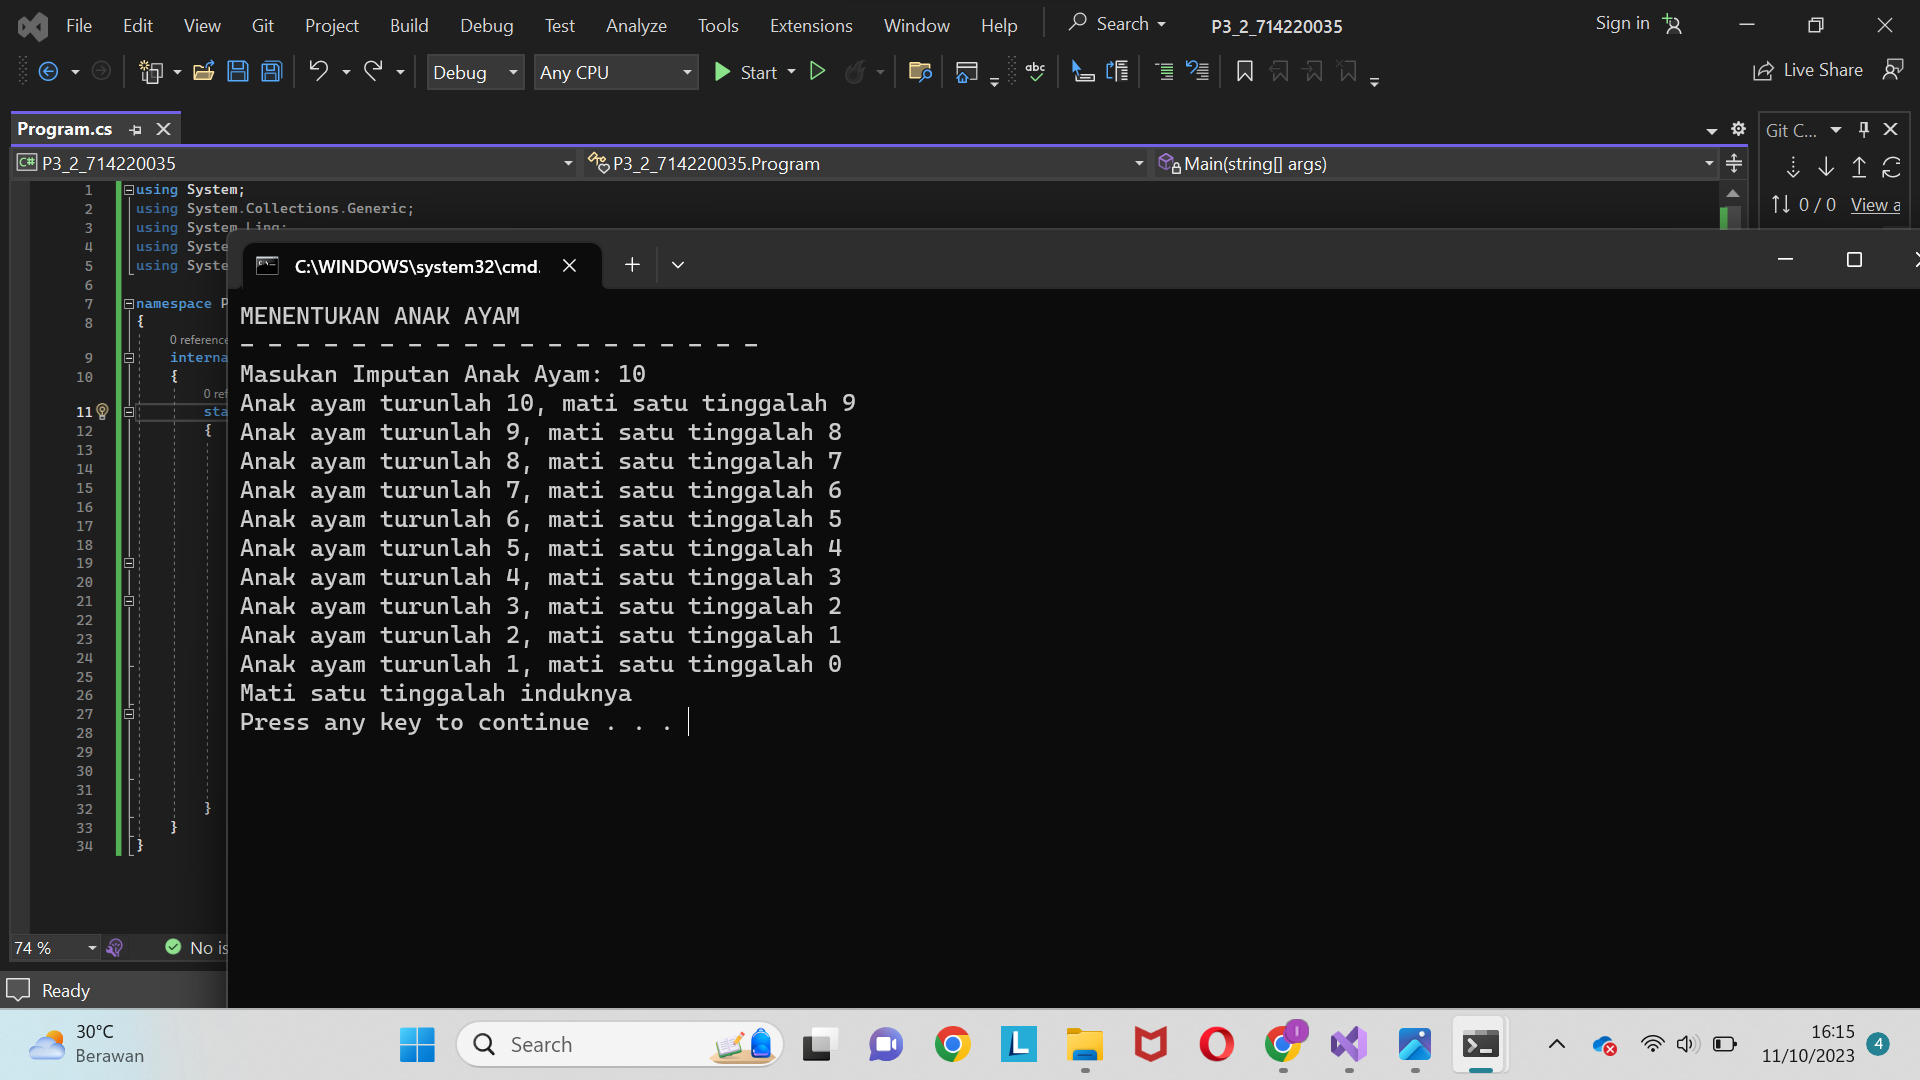 File Edit View Git Project Build Debug Test Analyze Tools Extensions Window Help Search P3_2_714220035 Sign in
Debug Any CPU Start Live Share
Program.cs Git C...
C# P3_2_714220035 P3_2_714220035.Program Main(string[] args)
0 / 0 View a
1 using System;
2 using System.Collections.Generic;
3 using System.Linq;
4 using Syste
5 using Syste
6
7 namespace P
8 {
0 reference
9 interna
10 {
0 ref
11 sta
12 {
13
14
15
16
17
18
19
20
21
22
23
24
25
26
27
28
29
30
31
32 }
33 }
34 }
C:\WINDOWS\system32\cmd.
MENENTUKAN ANAK AYAM
- - - - - - - - - - - - - - - - - - -
Masukan Imputan Anak Ayam: 10
Anak ayam turunlah 10, mati satu tinggalah 9
Anak ayam turunlah 9, mati satu tinggalah 8
Anak ayam turunlah 8, mati satu tinggalah 7
Anak ayam turunlah 7, mati satu tinggalah 6
Anak ayam turunlah 6, mati satu tinggalah 5
Anak ayam turunlah 5, mati satu tinggalah 4
Anak ayam turunlah 4, mati satu tinggalah 3
Anak ayam turunlah 3, mati satu tinggalah 2
Anak ayam turunlah 2, mati satu tinggalah 1
Anak ayam turunlah 1, mati satu tinggalah 0
Mati satu tinggalah induknya
Press any key to continue . . .
74 % No is
Ready
30°C
Berawan
Search
16:15
11/10/2023
4